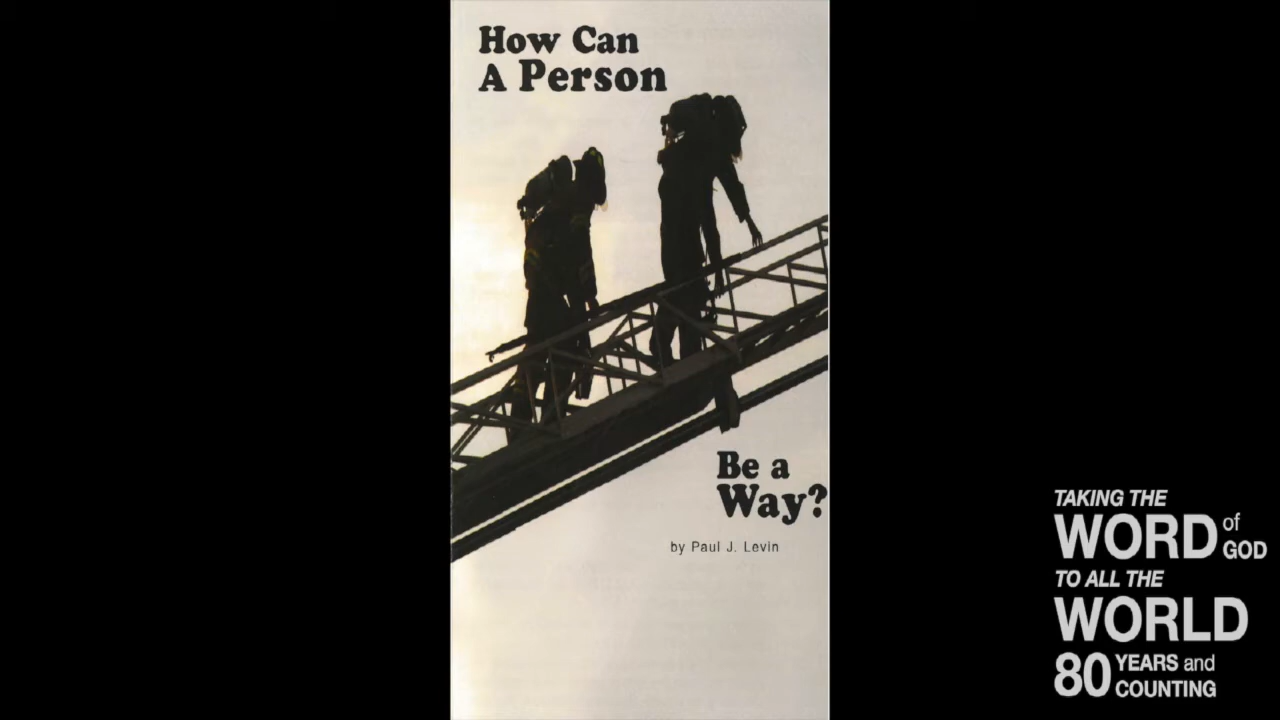 How Can
A Person
Be a
Way?
by Paul J. Levin
TAKING THE
WORD of
GOD
TO ALL THE
WORLD
80 YEARS and
COUNTING